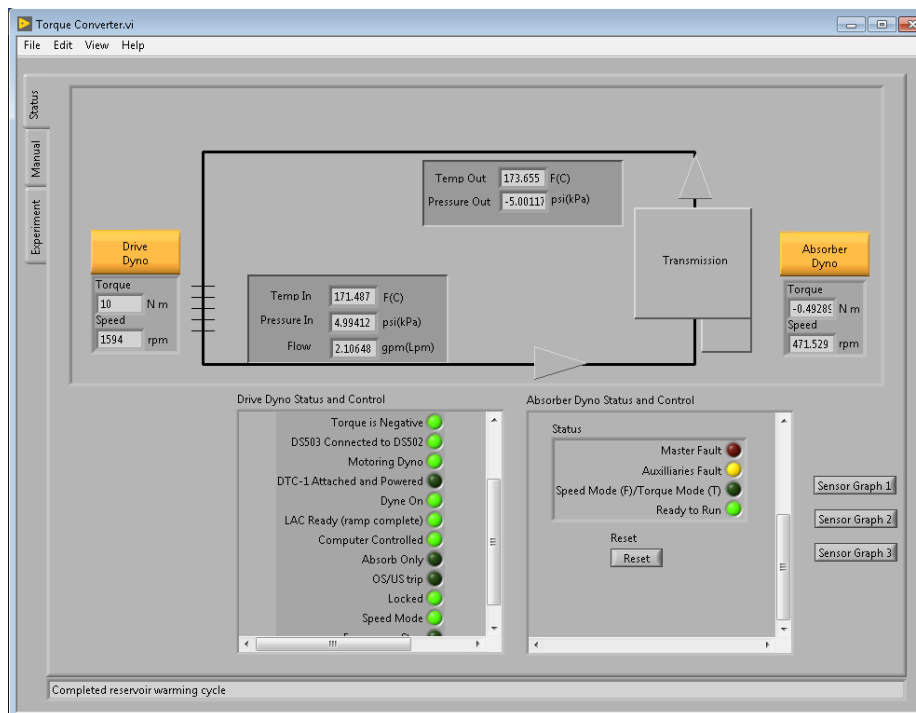 Torque Converter.vi
File Edit View Help
Status
Manual
Experiment
Temp Out 173.655 F(C)
Pressure Out -5.00117 psi(kPa)
Drive
Dyno
Torque
10 N m
Speed
1594 rpm
Temp In 171.487 F(C)
Pressure In 4.99412 psi(kPa)
Flow 2.10648 gpm(Lpm)
Transmission
Absorber
Dyno
Torque
-0.49289 N m
Speed
471.529 rpm
Drive Dyno Status and Control
Torque is Negative
DS503 Connected to DS502
Motoring Dyno
DTC-1 Attached and Powered
Dyne On
LAC Ready (ramp complete)
Computer Controlled
Absorb Only
OS/US trip
Locked
Speed Mode
Absorber Dyno Status and Control
Status
Master Fault
Auxilliaries Fault
Speed Mode (F)/Torque Mode (T)
Ready to Run
Reset
Reset
Sensor Graph 1
Sensor Graph 2
Sensor Graph 3
Completed reservoir warming cycle